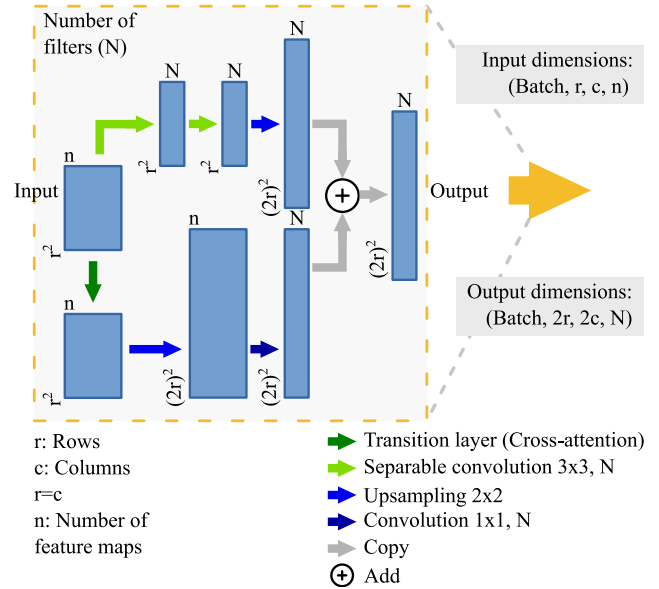 Number of
filters (N)
Input dimensions:
(Batch, r, c, n)
N
N
N
N
n
r²
r²
(2r)²
Input
Output
r²
n
N
(2r)²
n
r²
(2r)²
(2r)²
Output dimensions:
(Batch, 2r, 2c, N)
r: Rows
c: Columns
r=c
n: Number of
feature maps
Transition layer (Cross-attention)
Separable convolution 3x3, N
Upsampling 2x2
Convolution 1x1, N
Copy
Add